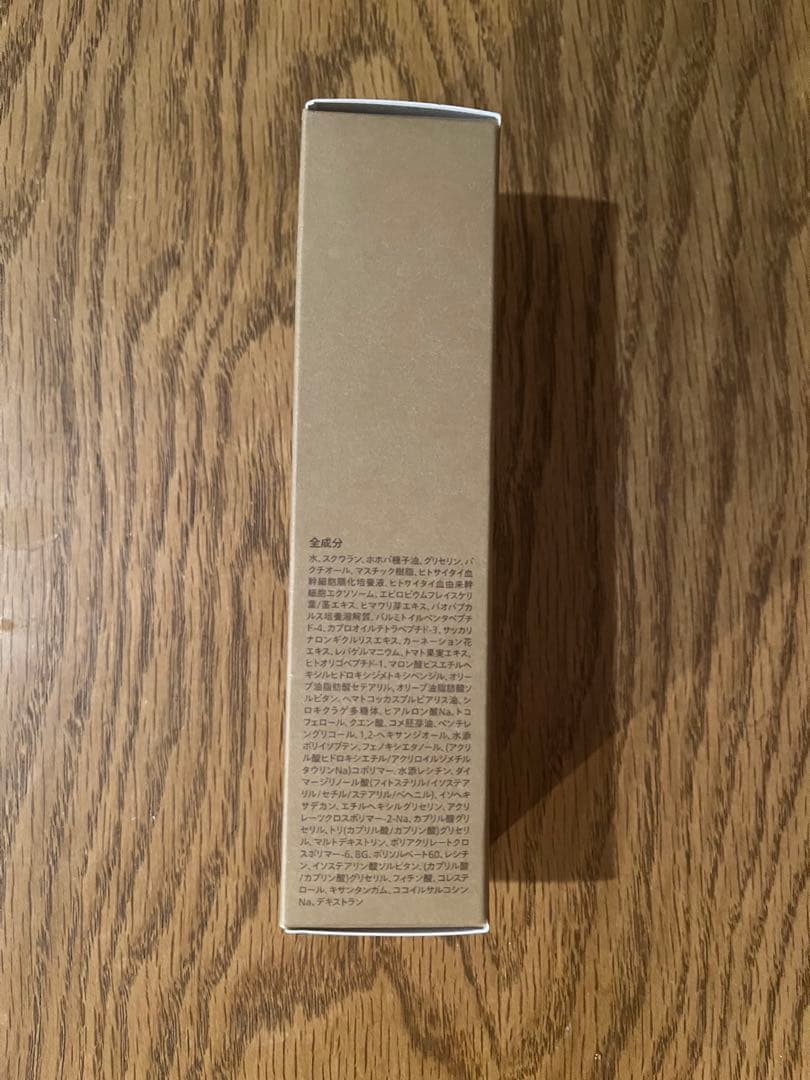 全成分
水、スクワラン、ホホバ種子油、グリセリン、バ
クチオール、マスチック樹脂、ヒトサイタイ血
幹細胞順化培養液、ヒトサイタイ血由来幹
細胞エクソソーム、エピロビウムフレイスケリ
葉/茎エキス、ヒマワリ芽エキス、バオバブカ
ルス培養溶解質、パルミトイルペンタペプチ
ド-4、カプロオイルテトラペプチド-3、サッカリ
ナロンギクルリスエキス、カーネーション花
エキス、レパゲルマニウム、トマト果実エキス、
ヒトオリゴペプチド-1、マロン酸ビスエチルヘ
キシルヒドロキシジメトキシベンジル、オリー
ブ油脂肪酸セテアリル、オリーブ油脂肪酸ソ
ルビタン、ヘマトコッカスプルビアリス油、シ
ロキクラゲ多糖体、ヒアルロン酸Na、トコ
フェロール、クエン酸、コメ胚芽油、ペンチレ
ングリコール、1,2-ヘキサンジオール、水添
ポリイソブテン、フェノキシエタノール、(アクリ
ル酸ヒドロキシエチル/アクリロイルジメチル
タウリンNa)コポリマー、水添レシチン、ダイ
マージリノール酸(フィトステリル/イソステア
リル/セチル/ステアリル/ベヘニル)、イソヘキ
サデカン、エチルヘキシルグリセリン、アクリ
レーツクロスポリマー-2-Na、カプリル酸グリ
セリル、トリ(カプリル酸/カプリン酸)グリセリ
ル、マルトデキストリン、ポリアクリレートクロ
スポリマー-6、BG、ポリソルベート60、レシチ
ン、イソステアリン酸ソルビタン、(カプリル酸
/カプリン酸)グリセリル、フィチン酸、コレステ
ロール、キサンタンガム、ココイルサルコシン
Na、デキストラン